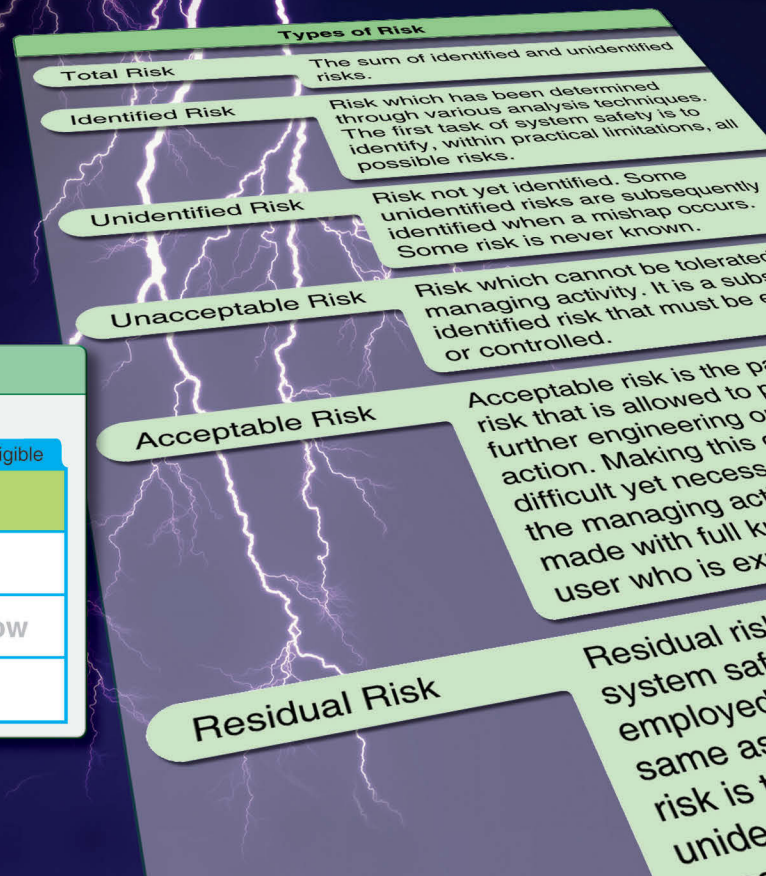 Types of Risk
Total Risk
The sum of identified and unidentified
risks.
Identified Risk
Risk which has been determined
through various analysis techniques.
The first task of system safety is to
identify, within practical limitations, all
possible risks.
Unidentified Risk
Risk not yet identified. Some
unidentified risks are subsequently
identified when a mishap occurs.
Some risk is never known.
Unacceptable Risk
Risk which cannot be tolerated
managing activity. It is a subs
identified risk that must be e
or controlled.
Acceptable Risk
Acceptable risk is the pa
risk that is allowed to p
further engineering o
action. Making this
difficult yet necess
the managing act
made with full k
user who is ex
Residual Risk
Residual ris
system saf
employed
same as
risk is t
unide
igible
ow